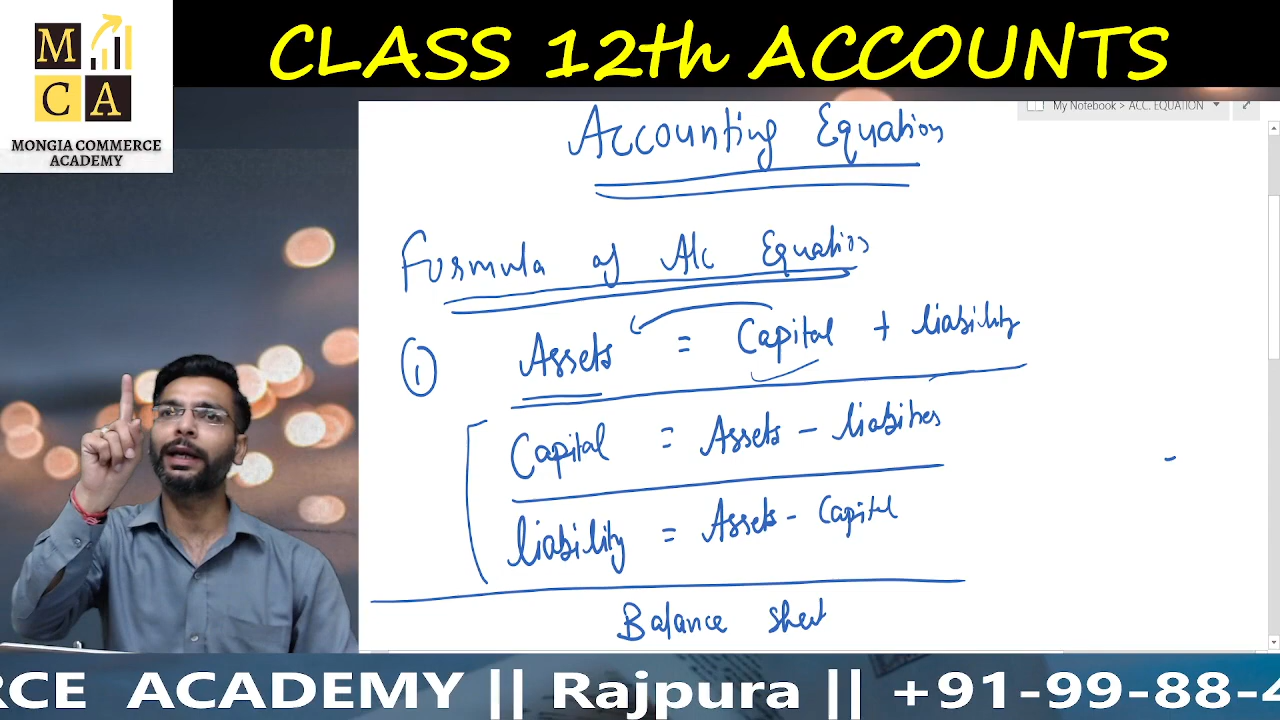 CLASS 12th ACCOUNTS
M
C A
MONGIA COMMERCE
ACADEMY
My Notebook > ACC. EQUATION
Accounting Equation
Formula of A/c Equation
① Assets = Capital + liability
Capital = Assets - liabilities
liability = Assets - Capital
Balance sheet
RCE ACADEMY || Rajpura || +91-99-88-4